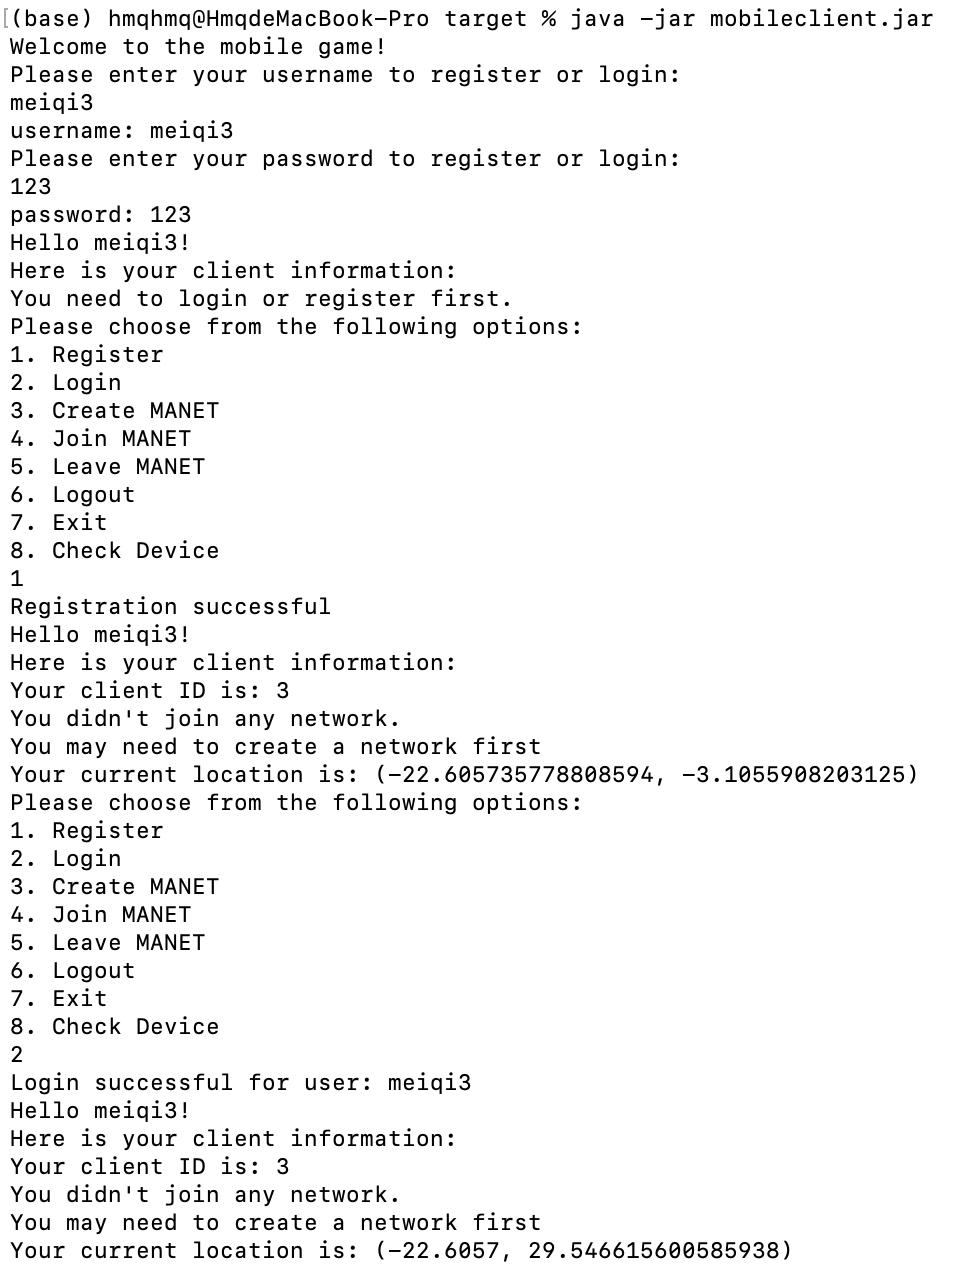 (base) hmqhmq@HmqdeMacBook-Pro target % java -jar mobileclient.jar
Welcome to the mobile game!
Please enter your username to register or login:
meiqi3
username: meiqi3
Please enter your password to register or login:
123
password: 123
Hello meiqi3!
Here is your client information:
You need to login or register first.
Please choose from the following options:
1. Register
2. Login
3. Create MANET
4. Join MANET
5. Leave MANET
6. Logout
7. Exit
8. Check Device
1
Registration successful
Hello meiqi3!
Here is your client information:
Your client ID is: 3
You didn't join any network.
You may need to create a network first
Your current location is: (-22.605735778808594, -3.1055908203125)
Please choose from the following options:
1. Register
2. Login
3. Create MANET
4. Join MANET
5. Leave MANET
6. Logout
7. Exit
8. Check Device
2
Login successful for user: meiqi3
Hello meiqi3!
Here is your client information:
Your client ID is: 3
You didn't join any network.
You may need to create a network first
Your current location is: (-22.6057, 29.546615600585938)